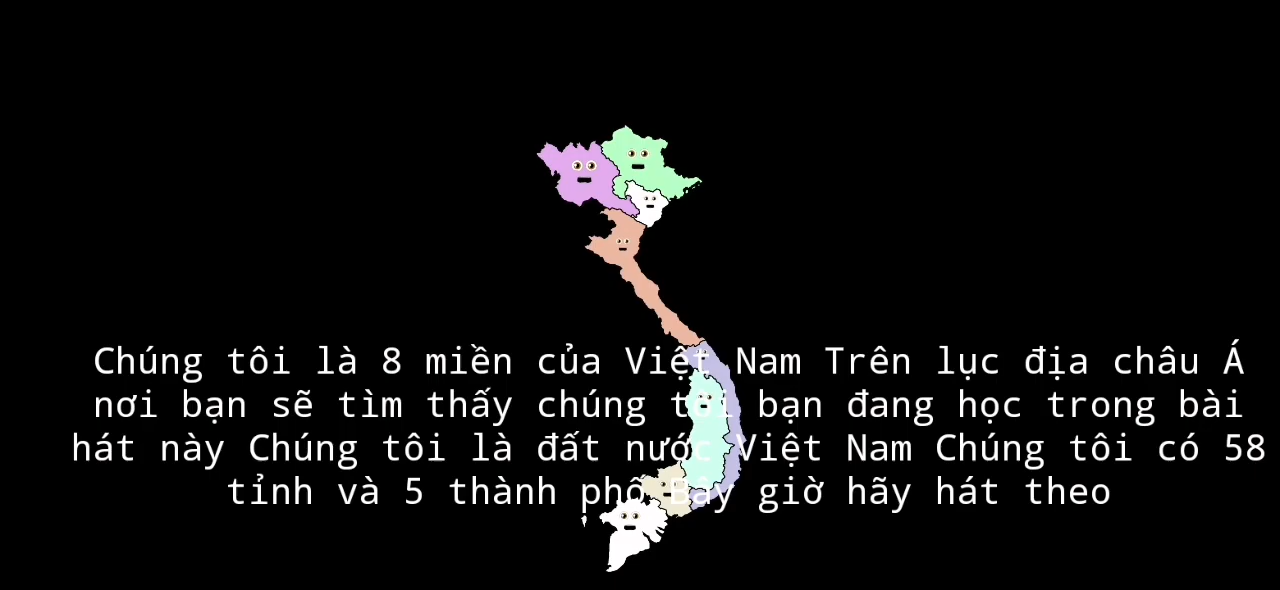 Chúng tôi là 8 miền của Việt Nam Trên lục địa châu Á
nơi bạn sẽ tìm thấy chúng tôi bạn đang học trong bài
hát này Chúng tôi là đất nước Việt Nam Chúng tôi có 58
tỉnh và 5 thành phố Bây giờ hãy hát theo